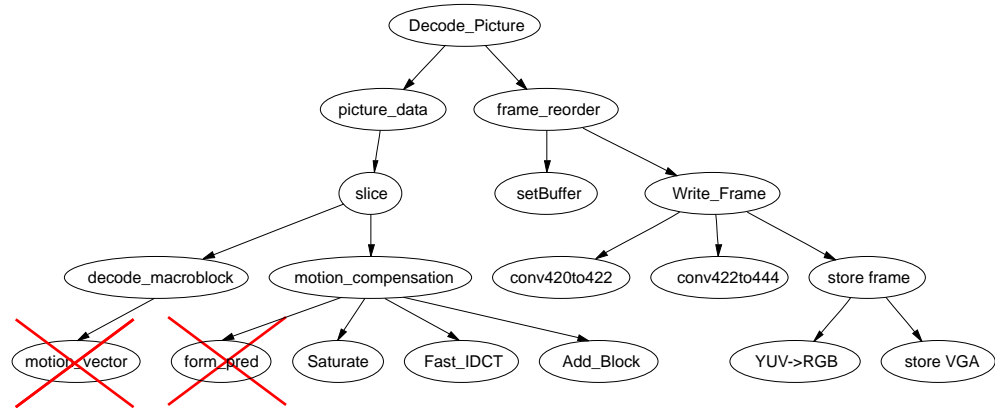 Decode_Picture
picture_data
frame_reorder
slice
setBuffer
Write_Frame
decode_macroblock
motion_compensation
conv420to422
conv422to444
store frame
motion_vector
form_pred
Saturate
Fast_IDCT
Add_Block
YUV->RGB
store VGA